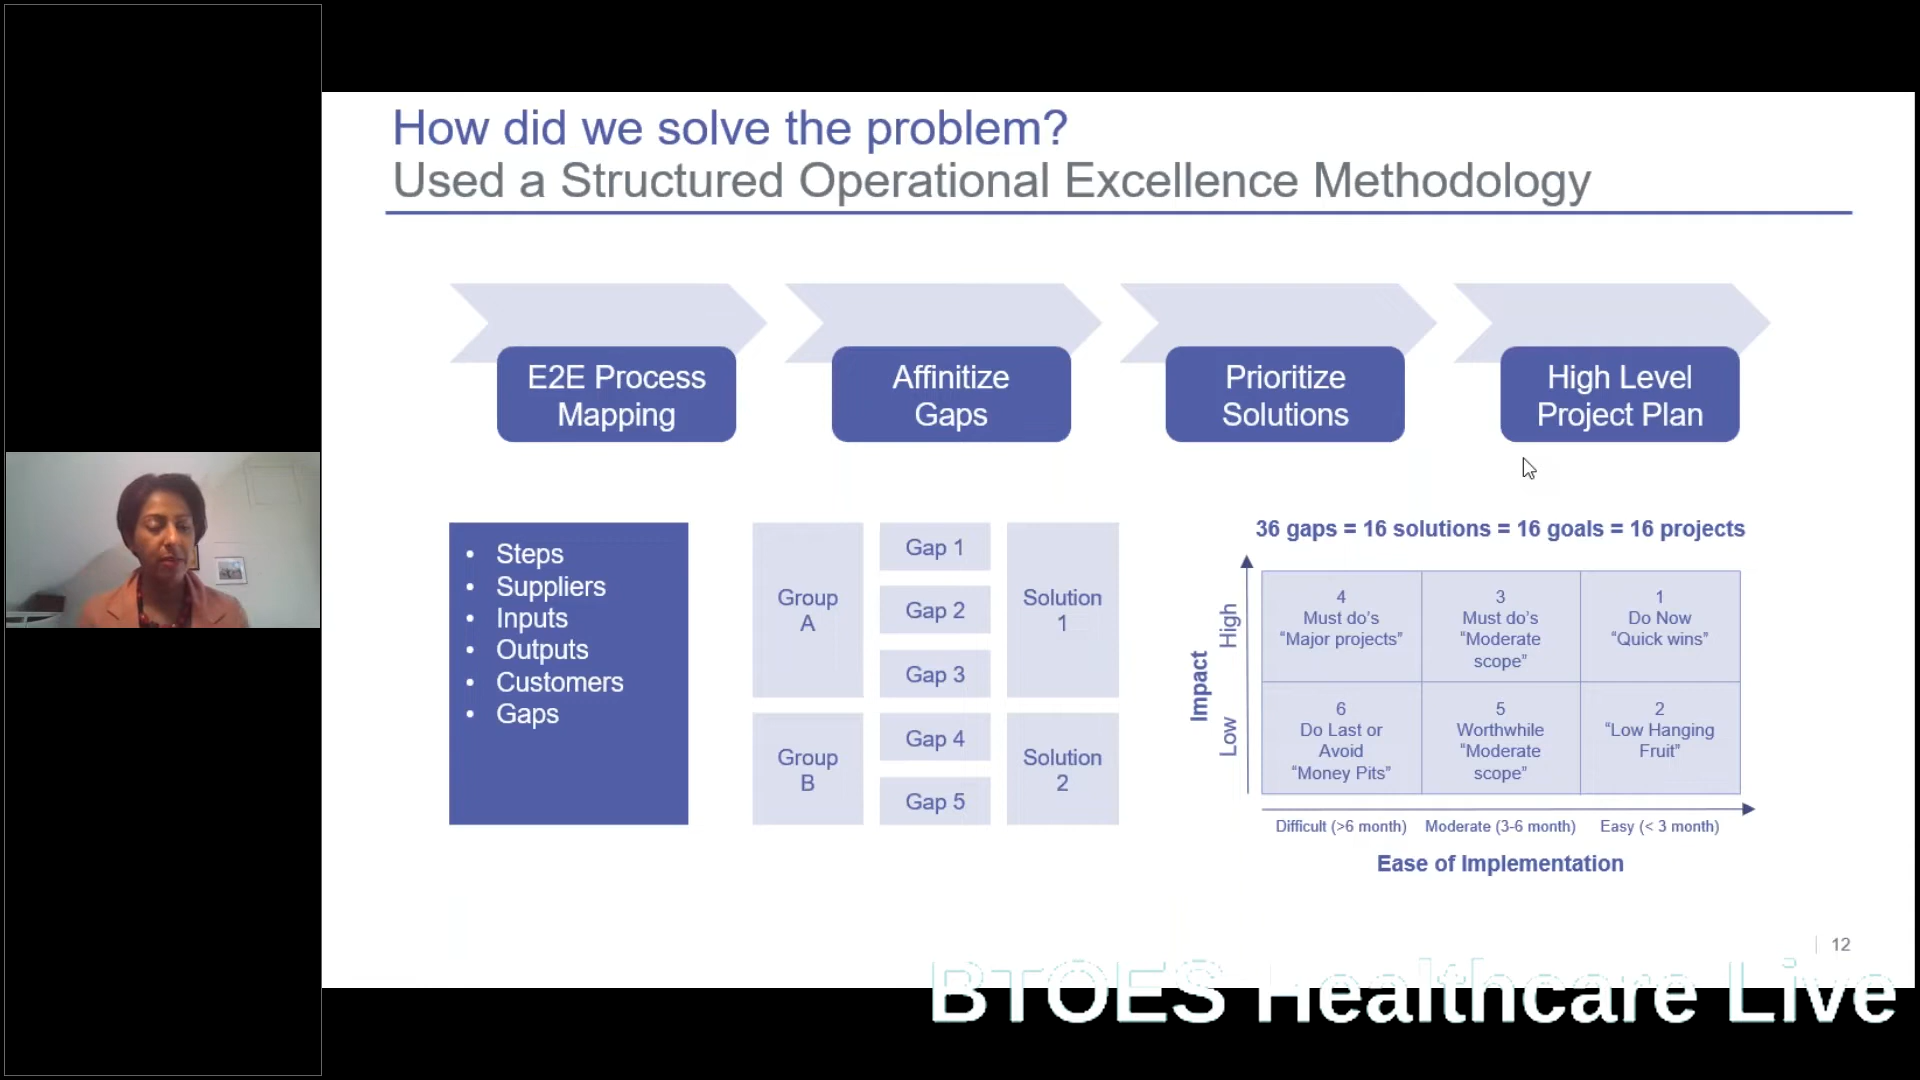 How did we solve the problem?
Used a Structured Operational Excellence Methodology
E2E Process
Mapping
Affinitize
Gaps
Prioritize
Solutions
High Level
Project Plan
• Steps
• Suppliers
• Inputs
• Outputs
• Customers
• Gaps
Group
A
Gap 1
Gap 2
Gap 3
Solution
1
Group
B
Gap 4
Gap 5
Solution
2
36 gaps = 16 solutions = 16 goals = 16 projects
Impact
High
Low
4
Must do’s
“Major projects”
3
Must do’s
“Moderate
scope”
1
Do Now
“Quick wins”
6
Do Last or
Avoid
“Money Pits”
5
Worthwhile
“Moderate
scope”
2
“Low Hanging
Fruit”
Difficult (>6 month)
Moderate (3-6 month)
Easy (< 3 month)
Ease of Implementation
12
BTOES Healthcare Live